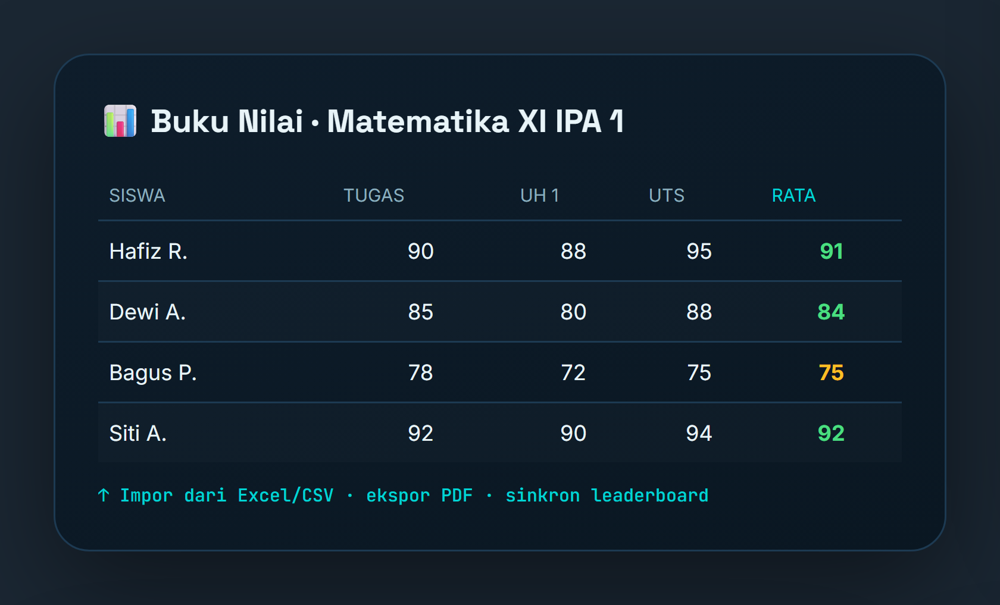 Buku Nilai · Matematika XI IPA 1
SISWA TUGAS UH 1 UTS RATA
Hafiz R. 90 88 95 91
Dewi A. 85 80 88 84
Bagus P. 78 72 75 75
Siti A. 92 90 94 92
↑ Impor dari Excel/CSV · ekspor PDF · sinkron leaderboard